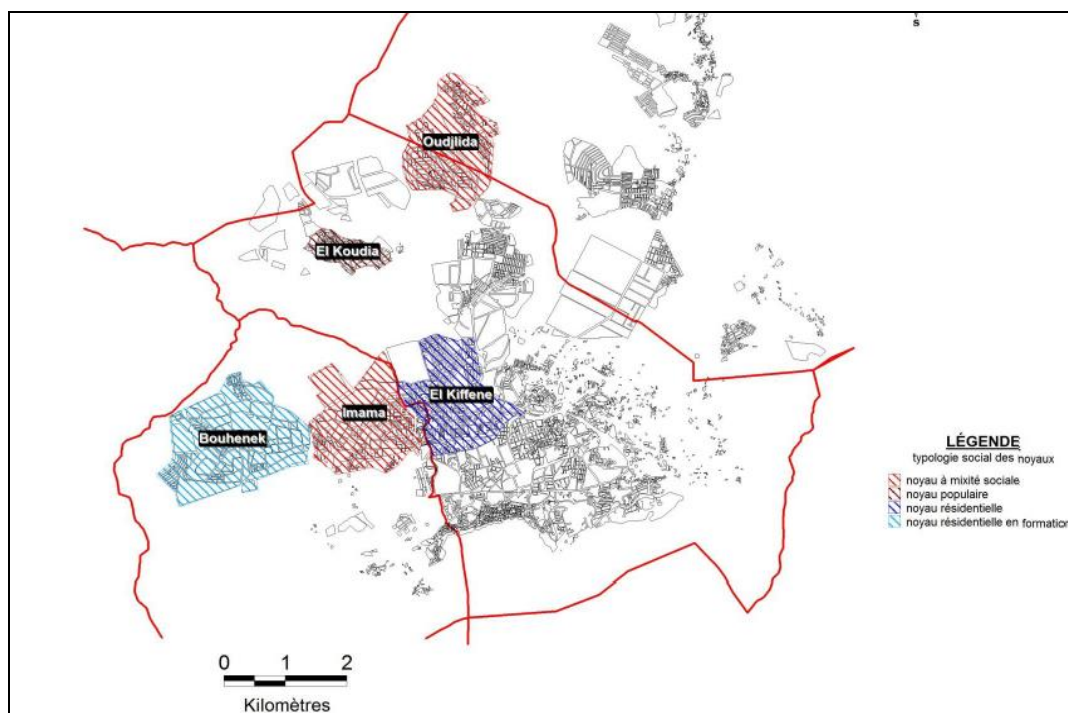 s
Oudjlida
El Koudia
El Kiffene
Imama
Bouhenek
LÉGENDE
typologie social des noyaux
noyau à mixité sociale
noyau populaire
noyau résidentielle
noyau résidentielle en formation
0 1 2
Kilomètres